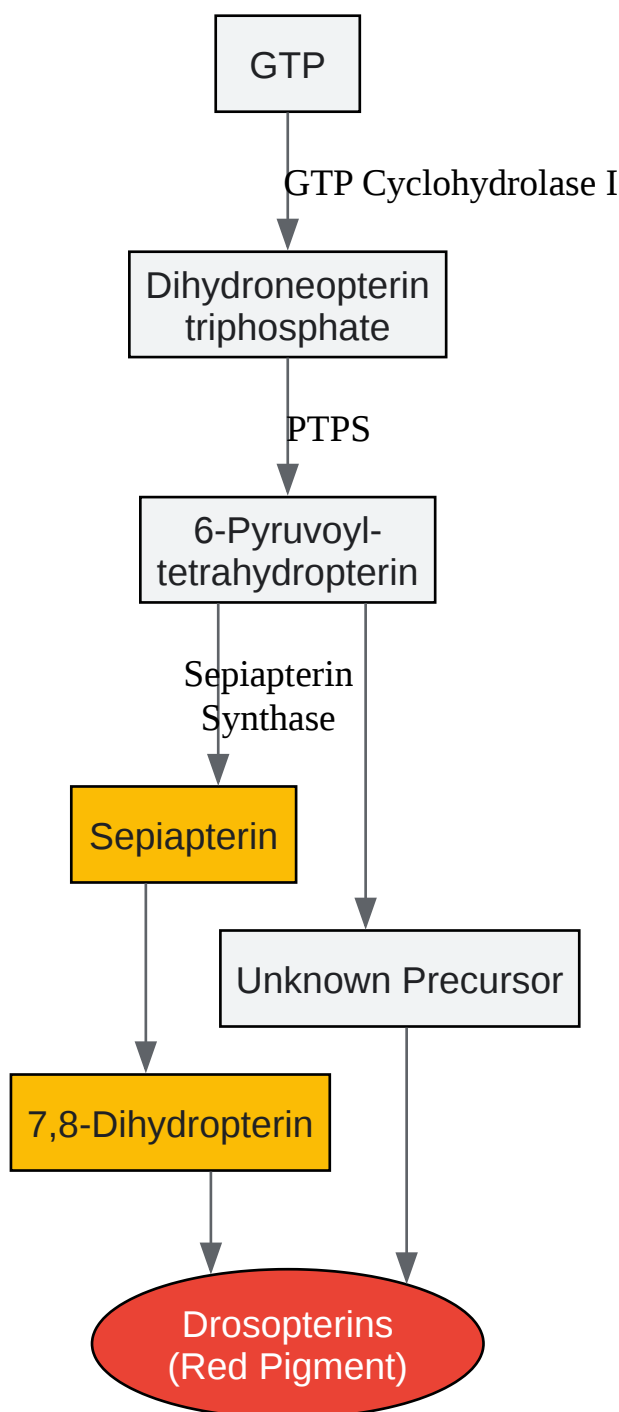 GTP
GTP Cyclohydrolase I
Dihydroneopterin
triphosphate
PTPS
6-Pyruvoyl-
tetrahydropterin
Sepiapterin
Synthase
Sepiapterin
Unknown Precursor
7,8-Dihydropterin
Drosopterins
(Red Pigment)